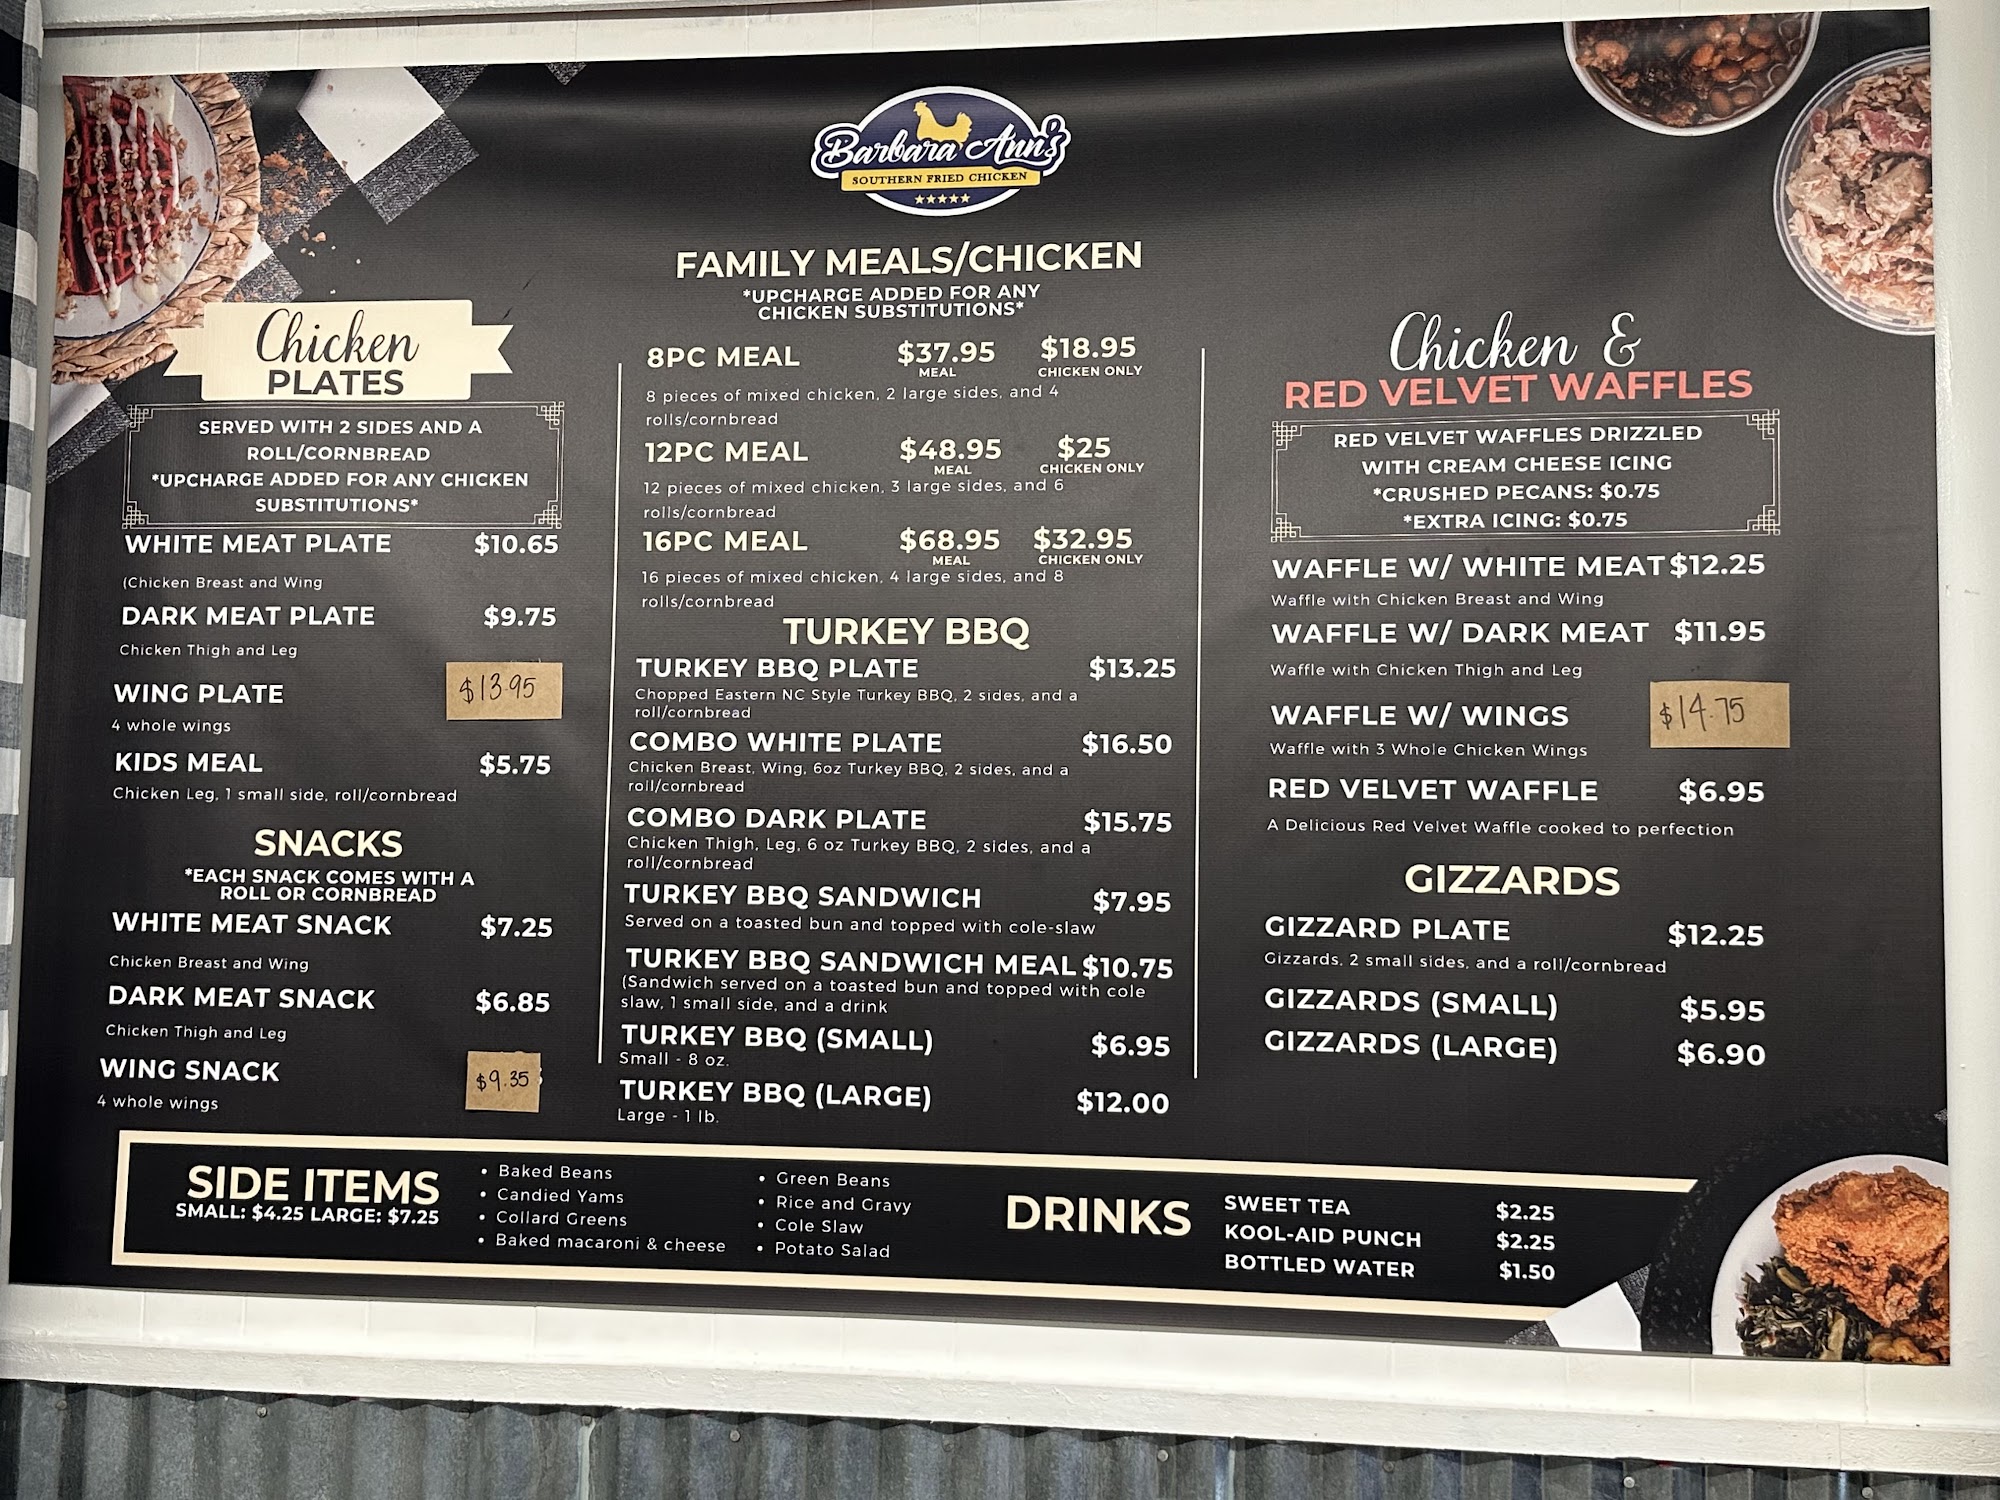 Barbara Ann's
SOUTHERN FRIED CHICKEN
Chicken
PLATES
SERVED WITH 2 SIDES AND A
ROLL/CORNBREAD
*UPCHARGE ADDED FOR ANY CHICKEN
SUBSTITUTIONS*
WHITE MEAT PLATE $10.65
(Chicken Breast and Wing
DARK MEAT PLATE $9.75
Chicken Thigh and Leg
WING PLATE $13.95
4 whole wings
KIDS MEAL $5.75
Chicken Leg, 1 small side, roll/cornbread
SNACKS
*EACH SNACK COMES WITH A
ROLL OR CORNBREAD
WHITE MEAT SNACK $7.25
Chicken Breast and Wing
DARK MEAT SNACK $6.85
Chicken Thigh and Leg
WING SNACK $9.35
4 whole wings
FAMILY MEALS/CHICKEN
*UPCHARGE ADDED FOR ANY
CHICKEN SUBSTITUTIONS*
8PC MEAL $37.95 $18.95
MEAL CHICKEN ONLY
8 pieces of mixed chicken, 2 large sides, and 4
rolls/cornbread
12PC MEAL $48.95 $25
MEAL CHICKEN ONLY
12 pieces of mixed chicken, 3 large sides, and 6
rolls/cornbread
16PC MEAL $68.95 $32.95
MEAL CHICKEN ONLY
16 pieces of mixed chicken, 4 large sides, and 8
rolls/cornbread
TURKEY BBQ
TURKEY BBQ PLATE $13.25
Chopped Eastern NC Style Turkey BBQ, 2 sides, and a
roll/cornbread
COMBO WHITE PLATE $16.50
Chicken Breast, Wing, 6oz Turkey BBQ, 2 sides, and a
roll/cornbread
COMBO DARK PLATE $15.75
Chicken Thigh, Leg, 6 oz Turkey BBQ, 2 sides, and a
roll/cornbread
TURKEY BBQ SANDWICH $7.95
Served on a toasted bun and topped with cole-slaw
TURKEY BBQ SANDWICH MEAL $10.75
(Sandwich served on a toasted bun and topped with cole
slaw, 1 small side, and a drink
TURKEY BBQ (SMALL) $6.95
Small - 8 oz.
TURKEY BBQ (LARGE) $12.00
Large - 1 lb.
Chicken &
RED VELVET WAFFLES
RED VELVET WAFFLES DRIZZLED
WITH CREAM CHEESE ICING
*CRUSHED PECANS: $0.75
*EXTRA ICING: $0.75
WAFFLE W/ WHITE MEAT $12.25
Waffle with Chicken Breast and Wing
WAFFLE W/ DARK MEAT $11.95
Waffle with Chicken Thigh and Leg
WAFFLE W/ WINGS $14.75
Waffle with 3 Whole Chicken Wings
RED VELVET WAFFLE $6.95
A Delicious Red Velvet Waffle cooked to perfection
GIZZARDS
GIZZARD PLATE $12.25
Gizzards, 2 small sides, and a roll/cornbread
GIZZARDS (SMALL) $5.95
GIZZARDS (LARGE) $6.90
SIDE ITEMS
SMALL: $4.25 LARGE: $7.25
• Baked Beans
• Candied Yams
• Collard Greens
• Baked macaroni & cheese
• Green Beans
• Rice and Gravy
• Cole Slaw
• Potato Salad
DRINKS
SWEET TEA $2.25
KOOL-AID PUNCH $2.25
BOTTLED WATER $1.50